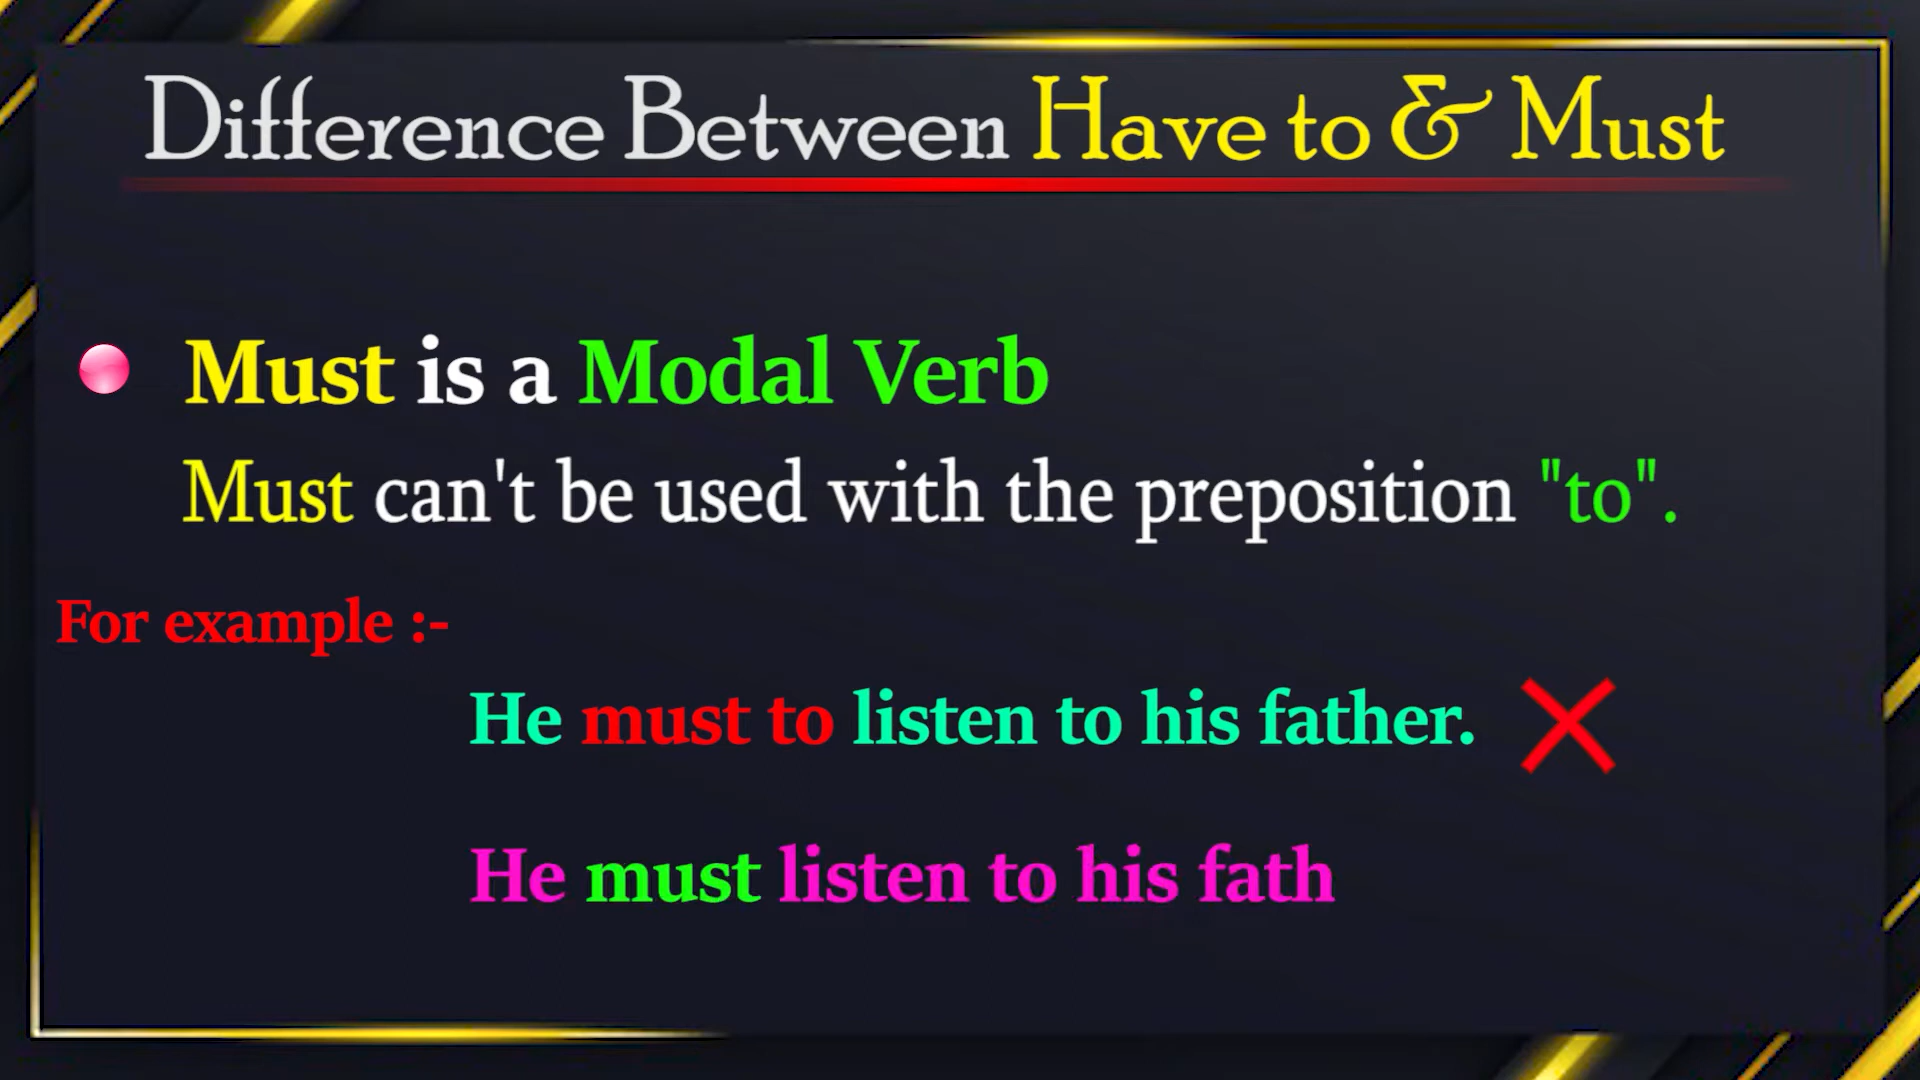 Difference Between Have to & Must
Must is a Modal Verb
Must can't be used with the preposition "to".
For example :-
He must to listen to his father.
He must listen to his fath